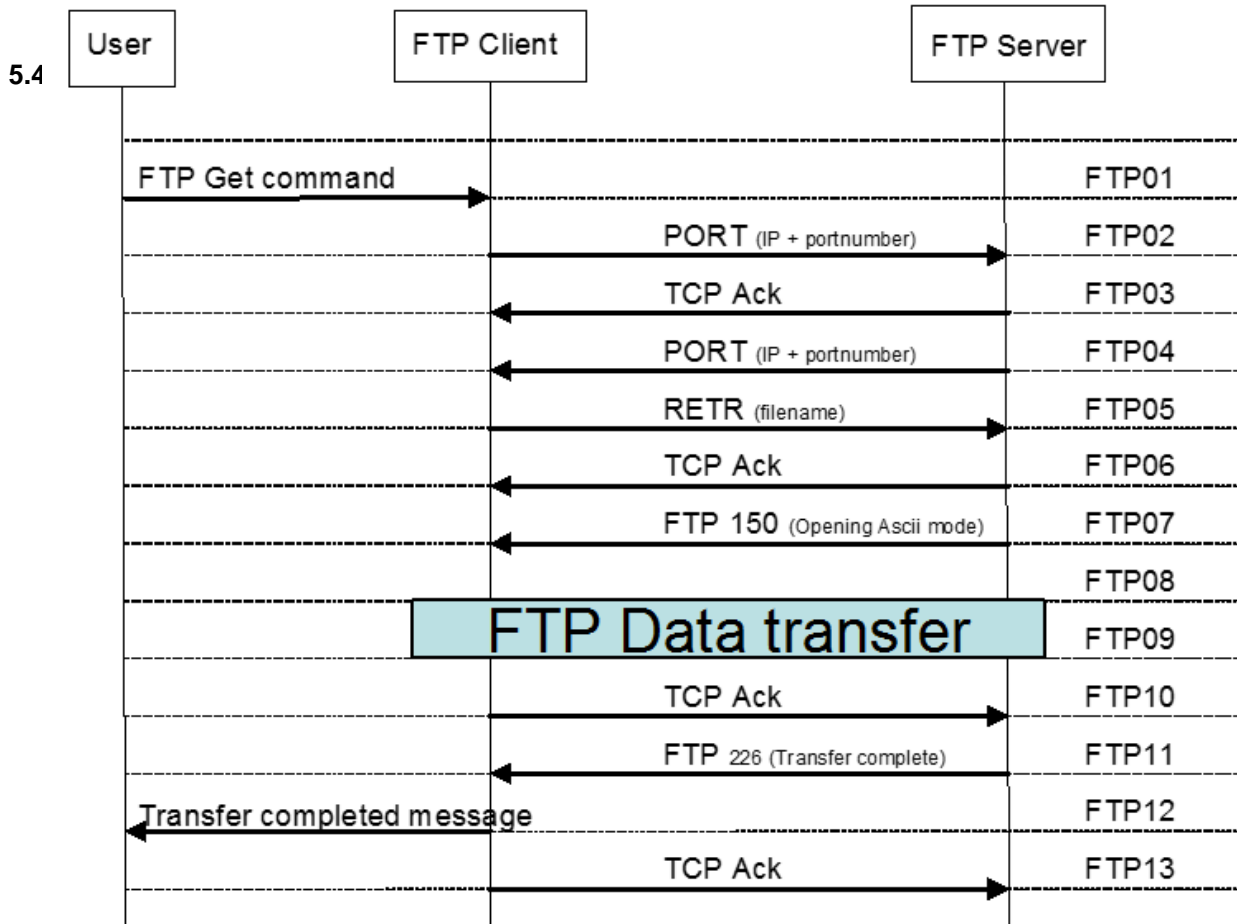 User
FTP Client
FTP Server
5.4
FTP Get command FTP01
PORT (IP + portnumber) FTP02
TCP Ack FTP03
PORT (IP + portnumber) FTP04
RETR (filename) FTP05
TCP Ack FTP06
FTP 150 (Opening Ascii mode) FTP07
FTP08
FTP Data transfer FTP09
TCP Ack FTP10
FTP 226 (Transfer complete) FTP11
Transfer completed message FTP12
TCP Ack FTP13